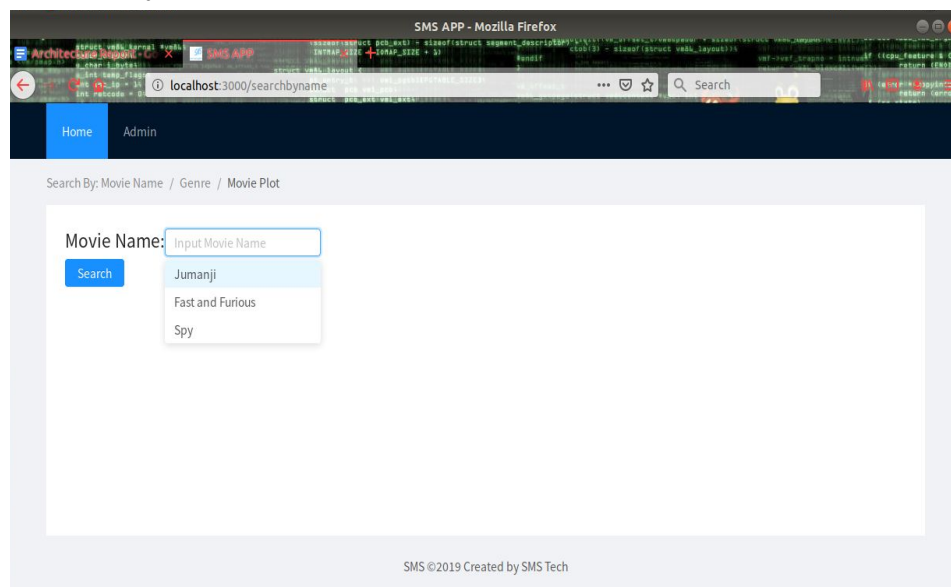 SMS APP - Mozilla Firefox
SMS APP
localhost:3000/searchbyname
Search
Home Admin
Search By: Movie Name / Genre / Movie Plot
Movie Name: Input Movie Name
Search
Jumanji
Fast and Furious
Spy
SMS ©2019 Created by SMS Tech